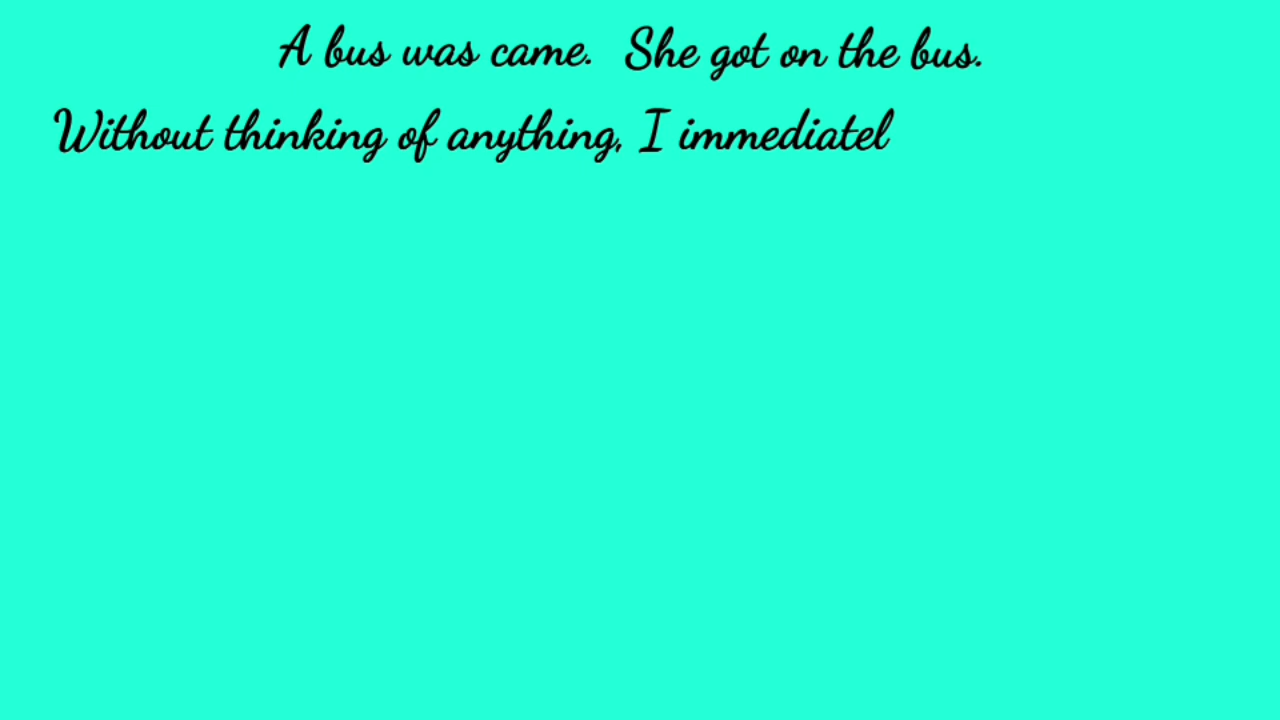 A bus was came. She got on the bus.
Without thinking of anything, I immediatel